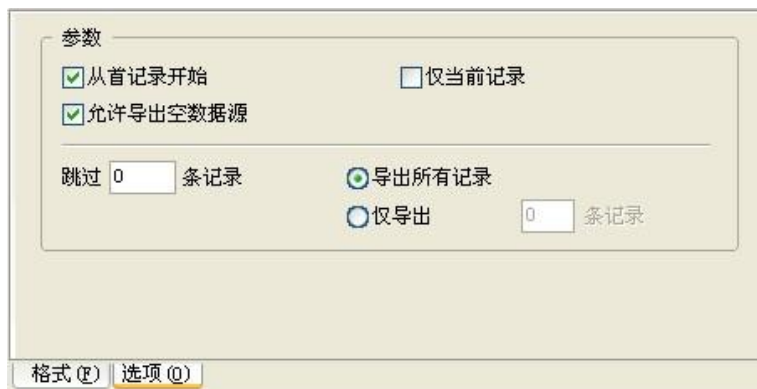 参数
从首记录开始 仅当前记录
允许导出空数据源
跳过 0 条记录 导出所有记录
仅导出 0 条记录
格式(F) 选项(O)